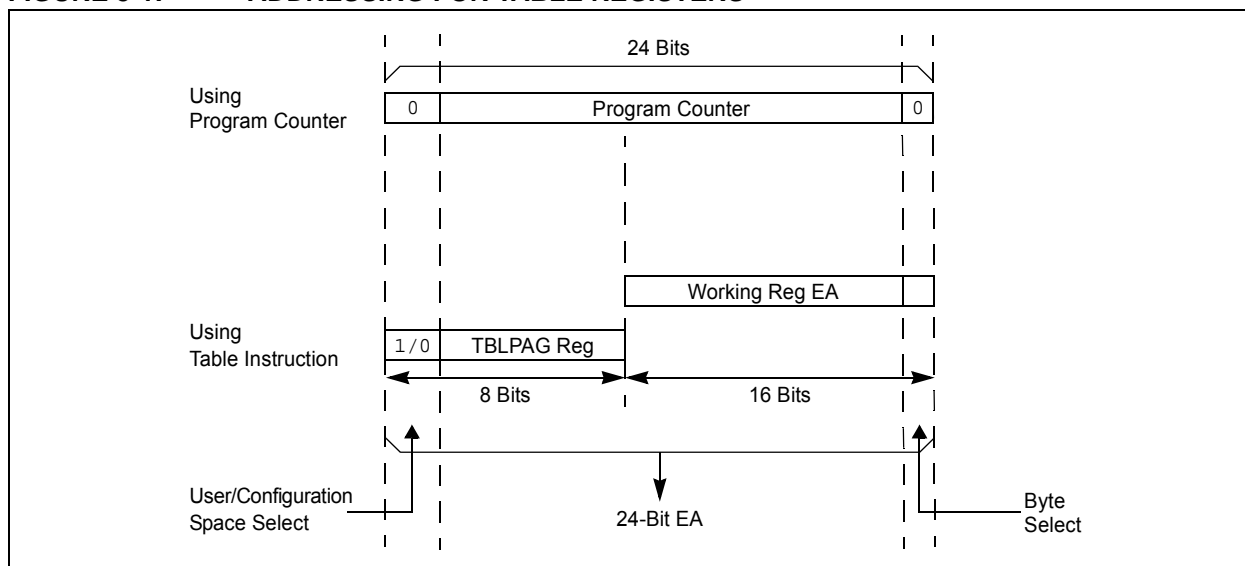 24 Bits
Using
Program Counter
0
Program Counter
0
Working Reg EA
Using
Table Instruction
1/0
TBLPAG Reg
8 Bits
16 Bits
User/Configuration
Space Select
24-Bit EA
Byte
Select